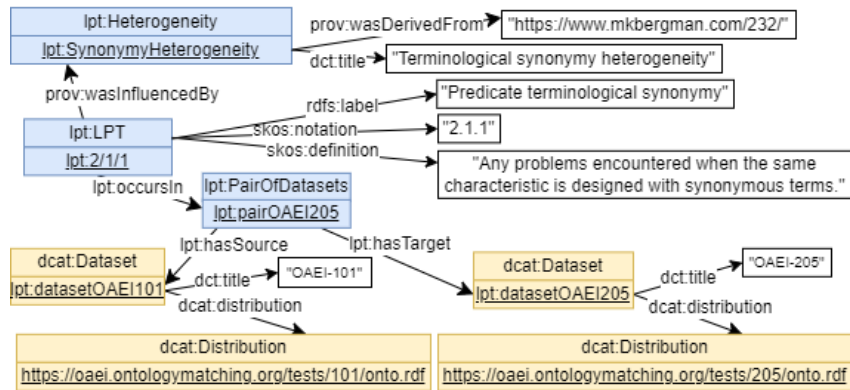 lpt:Heterogeneity
prov:wasDerivedFrom
"https://www.mkbergman.com/232/"
lpt:SynonymyHeterogeneity
dct:title
"Terminological synonymy heterogeneity"
prov:wasInfluencedBy
rdfs:label
"Predicate terminological synonymy"
lpt:LPT
skos:notation
"2.1.1"
lpt:2/1/1
skos:definition
"Any problems encountered when the same
characteristic is designed with synonymous terms."
lpt:occursIn
lpt:PairOfDatasets
lpt:pairOAEI205
lpt:hasSource
lpt:hasTarget
dcat:Dataset
dct:title
"OAEI-101"
lpt:datasetOAEI101
dcat:distribution
dcat:Dataset
dct:title
"OAEI-205"
lpt:datasetOAEI205
dcat:distribution
dcat:Distribution
https://oaei.ontologymatching.org/tests/101/onto.rdf
dcat:Distribution
https://oaei.ontologymatching.org/tests/205/onto.rdf